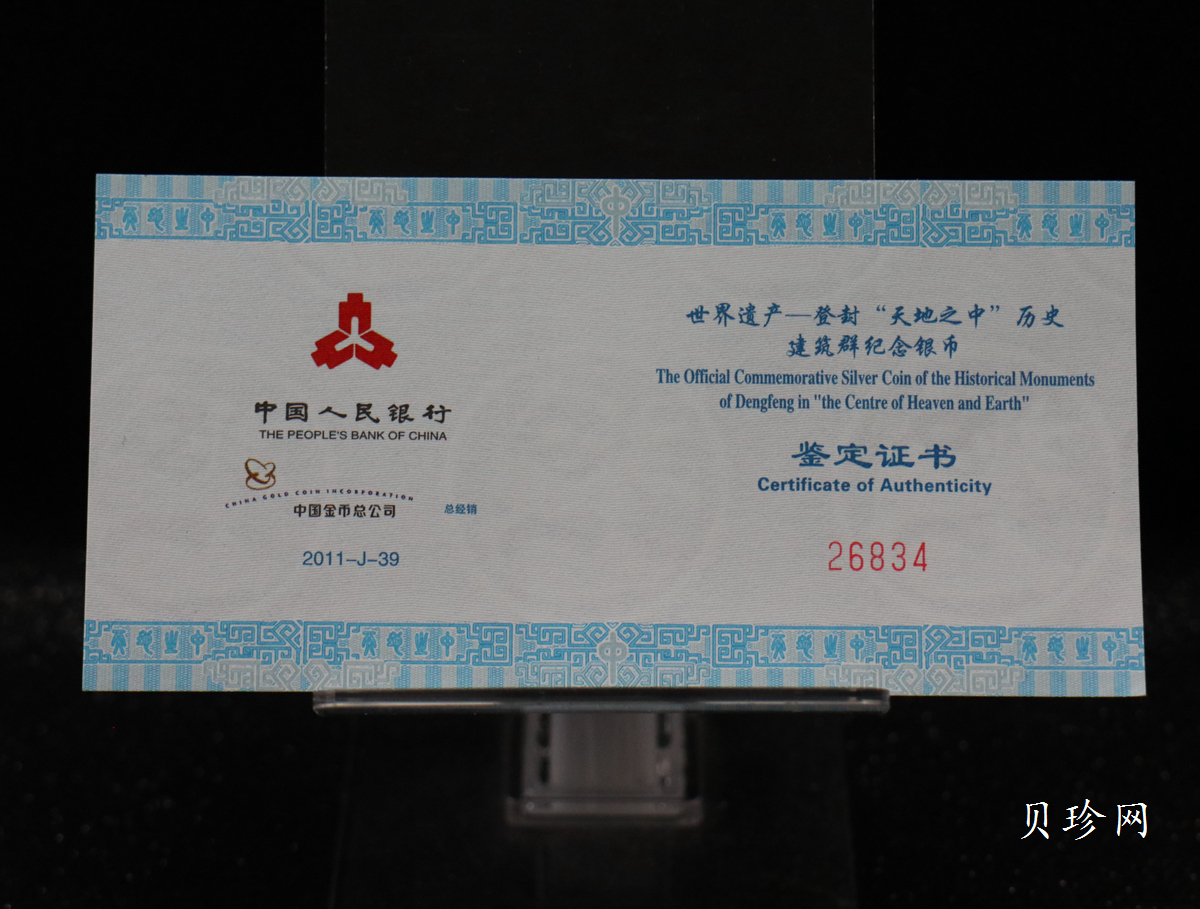 中国人民银行
THE PEOPLE'S BANK OF CHINA
CHINA GOLD COIN INCORPORATION
中国金币总公司 总经销
2011-J-39
世界遗产—登封“天地之中”历史
建筑群纪念银币
The Official Commemorative Silver Coin of the Historical Monuments
of Dengfeng in "the Centre of Heaven and Earth"
鉴定证书
Certificate of Authenticity
26834
贝珍网